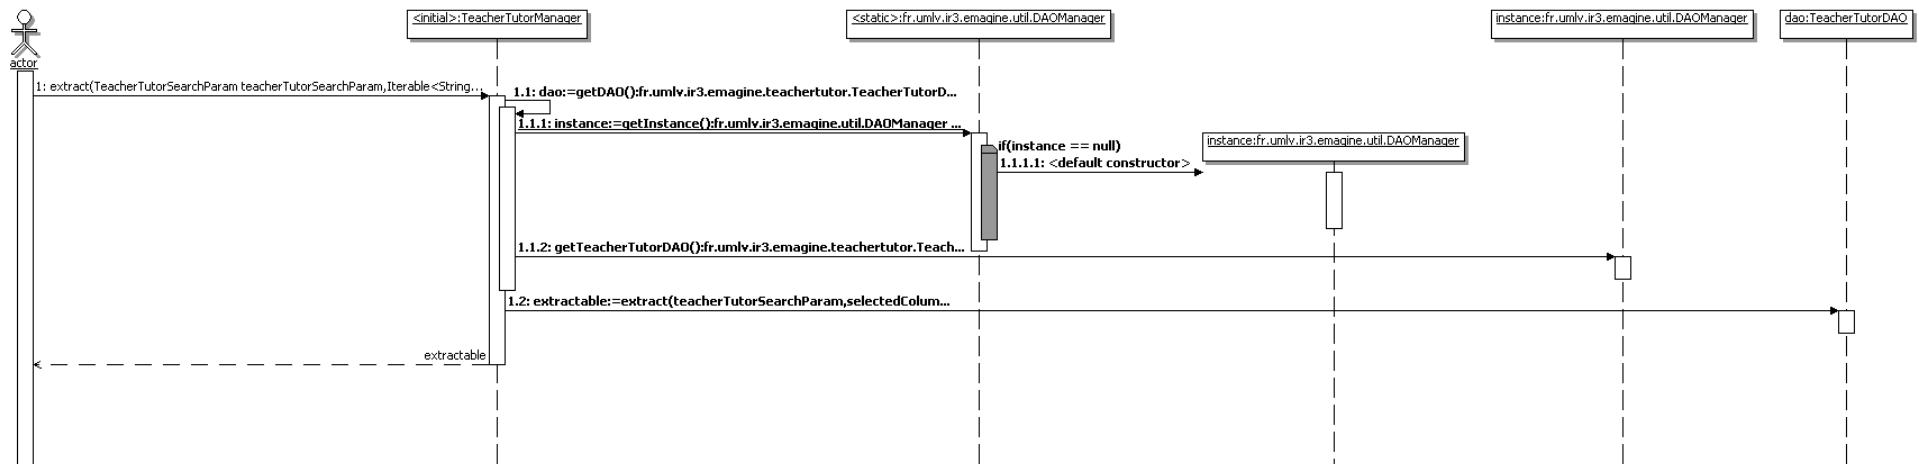 <initial>:TeacherTutorManager
<static>:fr.umlv.ir3.emagine.util.DAOManager
instance:fr.umlv.ir3.emagine.util.DAOManager
dao:TeacherTutorDAO
actor
1: extract(TeacherTutorSearchParam teacherTutorSearchParam,Iterable<String...
1.1: dao:=getDAO():fr.umlv.ir3.emagine.teachertutor.TeacherTutorD...
1.1.1: instance:=getInstance():fr.umlv.ir3.emagine.util.DAOManager ...
if(instance == null)
instance:fr.umlv.ir3.emagine.util.DAOManager
1.1.1.1: <default constructor>
1.1.2: getTeacherTutorDAO():fr.umlv.ir3.emagine.teachertutor.Teach...
1.2: extractable:=extract(teacherTutorSearchParam,selectedColum...
extractable